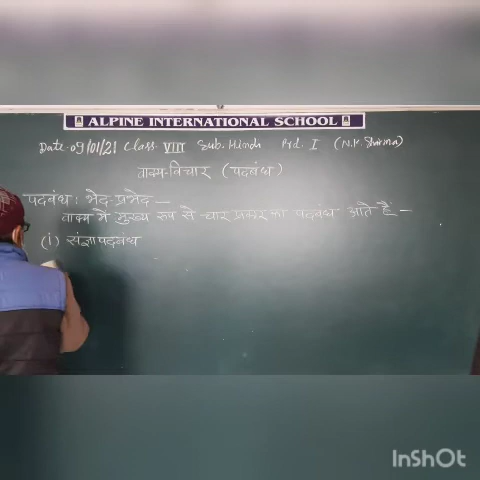 ALPINE INTERNATIONAL SCHOOL
Date-09/01/21 Class-VIII Sub. Hindi Prd. I (N.K. Sharma)
वाक्य-विचार (पदबंध)
पदबंध: भेद-प्रभेद—
वाक्य में मुख्य रूप से चार प्रकार का पदबंध आते हैं—
(i) संज्ञा पदबंध
InShOt